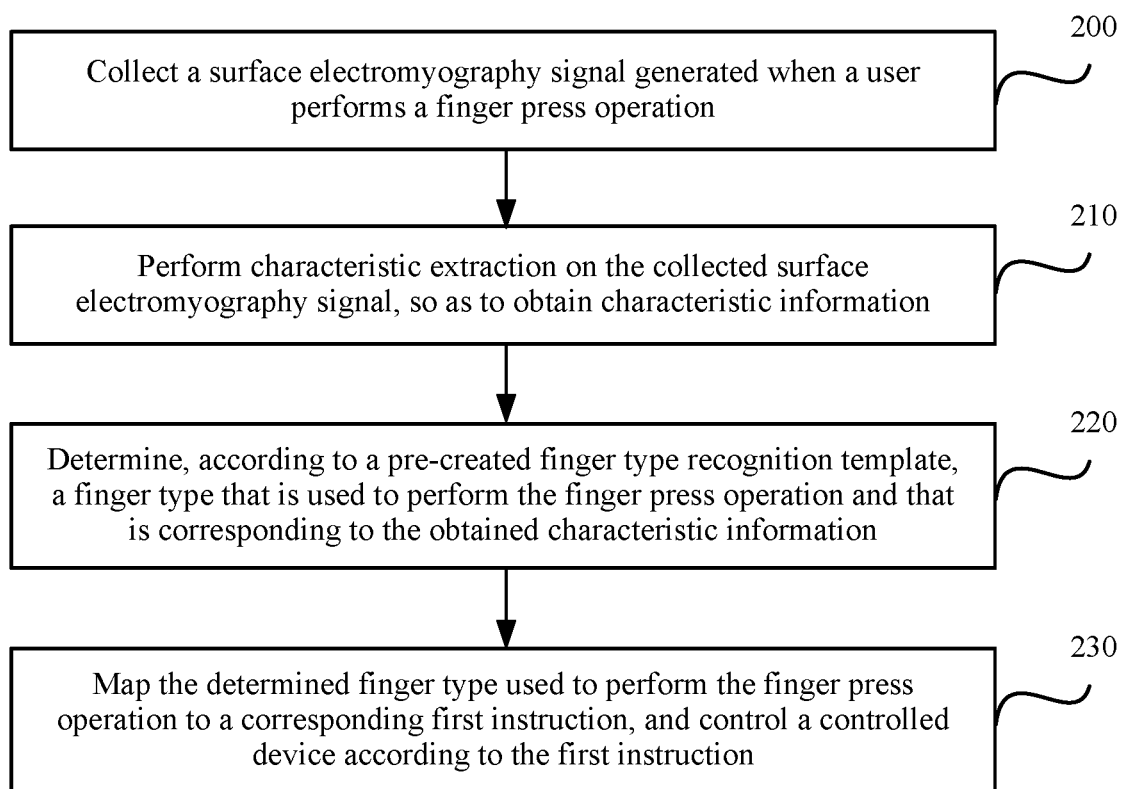 200
Collect a surface electromyography signal generated when a user
performs a finger press operation
210
Perform characteristic extraction on the collected surface
electromyography signal, so as to obtain characteristic information
220
Determine, according to a pre-created finger type recognition template,
a finger type that is used to perform the finger press operation and that
is corresponding to the obtained characteristic information
230
Map the determined finger type used to perform the finger press
operation to a corresponding first instruction, and control a controlled
device according to the first instruction